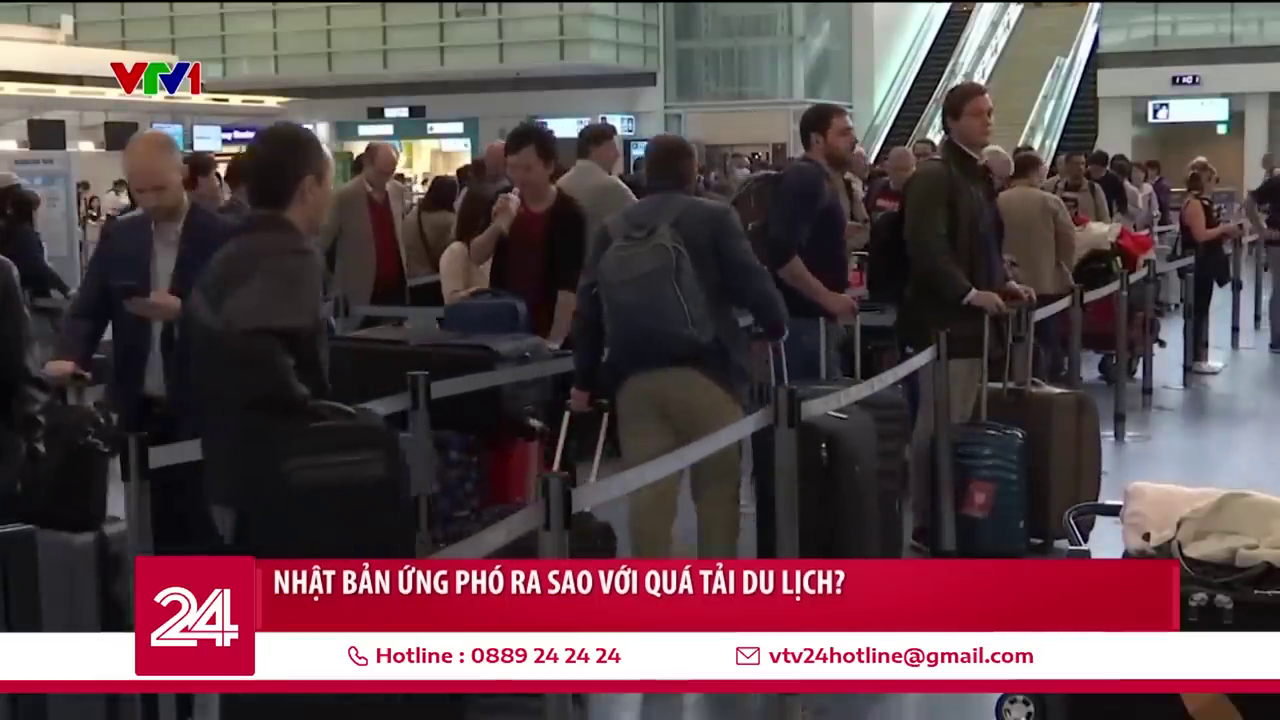 VTV1
NHẬT BẢN ỨNG PHÓ RA SAO VỚI QUÁ TẢI DU LỊCH?
24
Hotline : 0889 24 24 24
vtv24hotline@gmail.com